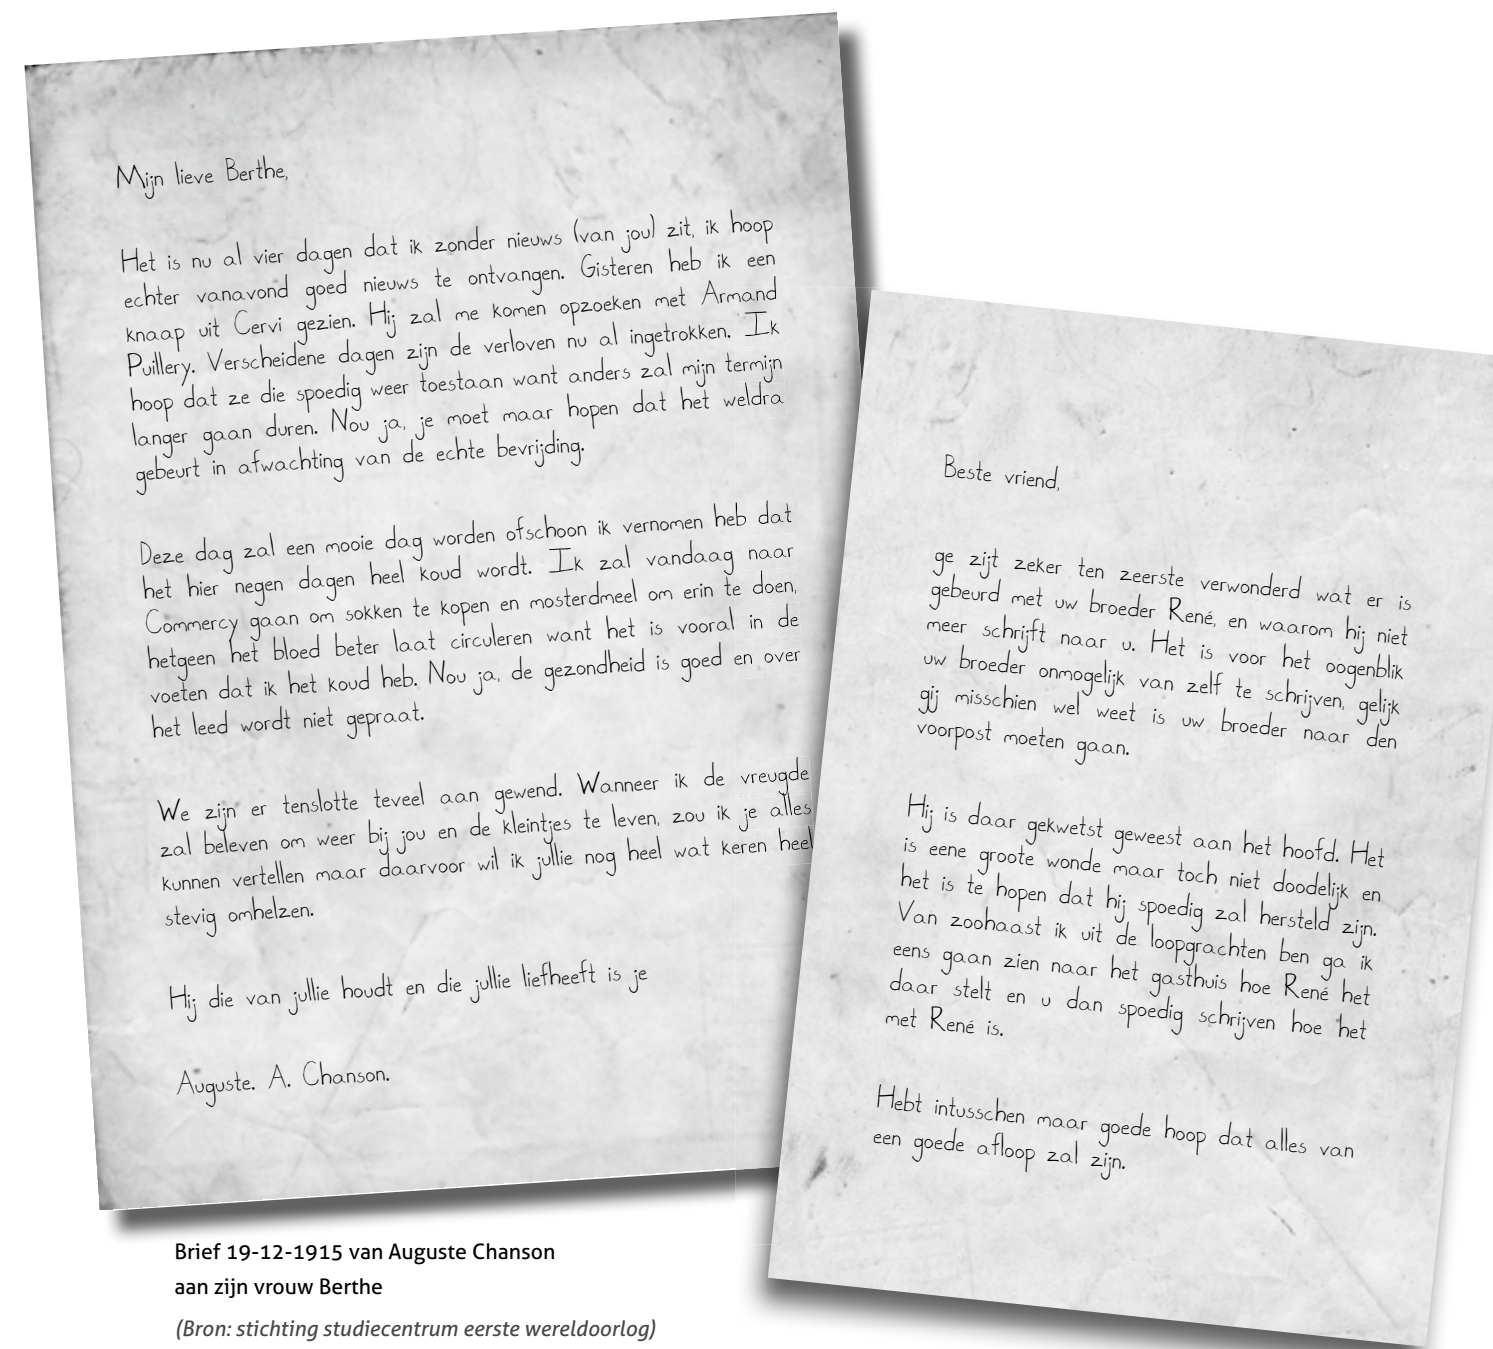 Mijn lieve Berthe,
Het is nu al vier dagen dat ik zonder nieuws (van jou) zit, ik hoop
echter vanavond goed nieuws te ontvangen. Gisteren heb ik een
knaap uit Cervi gezien. Hij zal me komen opzoeken met Armand
Puillery. Verscheidene dagen zijn de verloven nu al ingetrokken. Ik
hoop dat ze die spoedig weer toestaan want anders zal mijn termijn
langer gaan duren. Nou ja, je moet maar hopen dat het weldra
gebeurt in afwachting van de echte bevrijding.
Deze dag zal een mooie dag worden ofschoon ik vernomen heb dat
het hier negen dagen heel koud wordt. Ik zal vandaag naar
Commercy gaan om sokken te kopen en mosterdmeel om erin te doen,
hetgeen het bloed beter laat circuleren want het is vooral in de
voeten dat ik het koud heb. Nou ja, de gezondheid is goed en over
het leed wordt niet gepraat.
We zijn er tenslotte teveel aan gewend. Wanneer ik de vreugde
zal beleven om weer bij jou en de kleintjes te leven, zou ik je alles
kunnen vertellen maar daarvoor wil ik jullie nog heel wat keren heel
stevig omhelzen.
Hij die van jullie houdt en die jullie liefheeft is je
Auguste. A. Chanson.
Brief 19-12-1915 van Auguste Chanson
aan zijn vrouw Berthe
(Bron: stichting studiecentrum eerste wereldoorlog)
Beste vriend,
ge zijt zeker ten zeerste verwonderd wat er is
gebeurd met uw broeder René, en waarom hij niet
meer schrijft naar u. Het is voor het oogenblik
uw broeder onmogelijk van zelf te schrijven, gelijk
gij misschien wel weet is uw broeder naar den
voorpost moeten gaan.
Hij is daar gekwetst geweest aan het hoofd. Het
is eene groote wonde maar toch niet doodelijk en
het is te hopen dat hij spoedig zal hersteld zijn.
Van zoohaast ik uit de loopgrachten ben ga ik
eens gaan zien naar het gasthuis hoe René het
daar stelt en u dan spoedig schrijven hoe het
met René is.
Hebt intusschen maar goede hoop dat alles van
een goede afloop zal zijn.